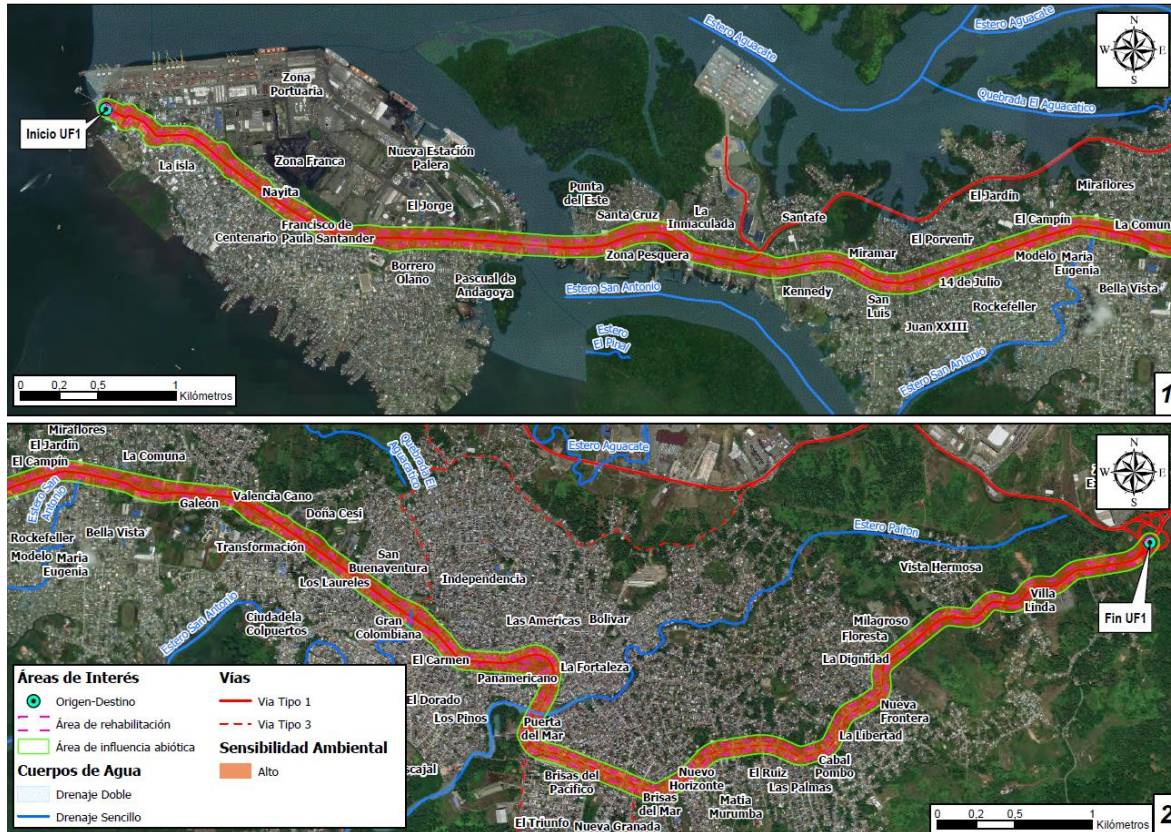 Estero Aguacate
N
W E
S
Zona
Portuaria
Quebrada El Aguacatico
Inicio UF1
Nueva Estación
Palera
La isla
Zona Franca
Punta
del Este
El Jardín
Miraflores
Nayita
El Jorge
Santa Cruz
La
Inmaculada
Santafe
El Campín
La Comuna
Francisco de
Paula Santander
Centenario
El Porvenir
Miramar
Zona Pesquera
Modelo
Maria
Eugenia
Borrero
Olano
Pascual de
Andagoya
Estero San Antonio
Kennedy
San
Luis
14 de Julio
Bella Vista
Rockefeller
Juan XXIII
Estero
El Pinal
Estero San Antonio
0 0,2 0,5 1
Kilómetros
1
Miraflores
El Jardín
La Comuna
El Campín
Quebrada El
Aguacatico
Estero Aguacate
N
W E
S
Estero San
Antonio
Galeón
Valencia Cano
Doña Cesi
Rockefeller
Bella Vista
Modelo
Maria
Eugenia
Transformación
San
Buenaventura
Estero Paiton
Los Laureles
Independencia
Vista Hermosa
Villa
Linda
Fin UF1
Estero San Antonio
Ciudadela
Colpuertos
Gran
Colombiana
Las Américas
Bolivar
Milagroso
Floresta
El Carmen
La Fortaleza
La Dignidad
Panamericano
El Dorado
Los Pinos
Puerta
del Mar
Nueva
Frontera
La Libertad
Cabal
Pombo
Brisas del
Pacifico
Nuevo
Horizonte
El Ruiz
Las Palmas
Brisas
del Mar
Matia
Murumba
El Triunfo
Nueva Granada
Áreas de Interés
Origen-Destino
Área de rehabilitación
Área de influencia abiótica
Cuerpos de Agua
Drenaje Doble
Drenaje Sencillo
Vías
Via Tipo 1
Via Tipo 3
Sensibilidad Ambiental
Alto
0 0,2 0,5 1
Kilómetros
2